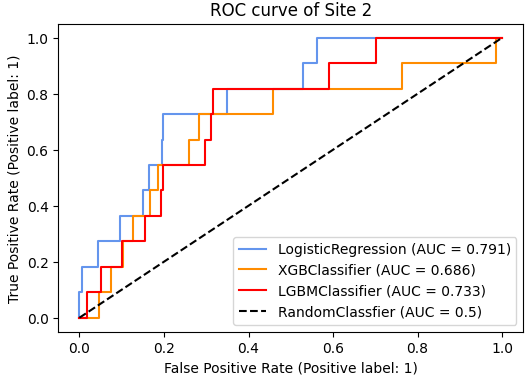 ROC curve of Site 2
True Positive Rate (Positive label: 1)
1.0
0.8
0.6
0.4
0.2
0.0
LogisticRegression (AUC = 0.791)
XGBClassifier (AUC = 0.686)
LGBMClassifier (AUC = 0.733)
RandomClassfier (AUC = 0.5)
0.0 0.2 0.4 0.6 0.8 1.0
False Positive Rate (Positive label: 1)